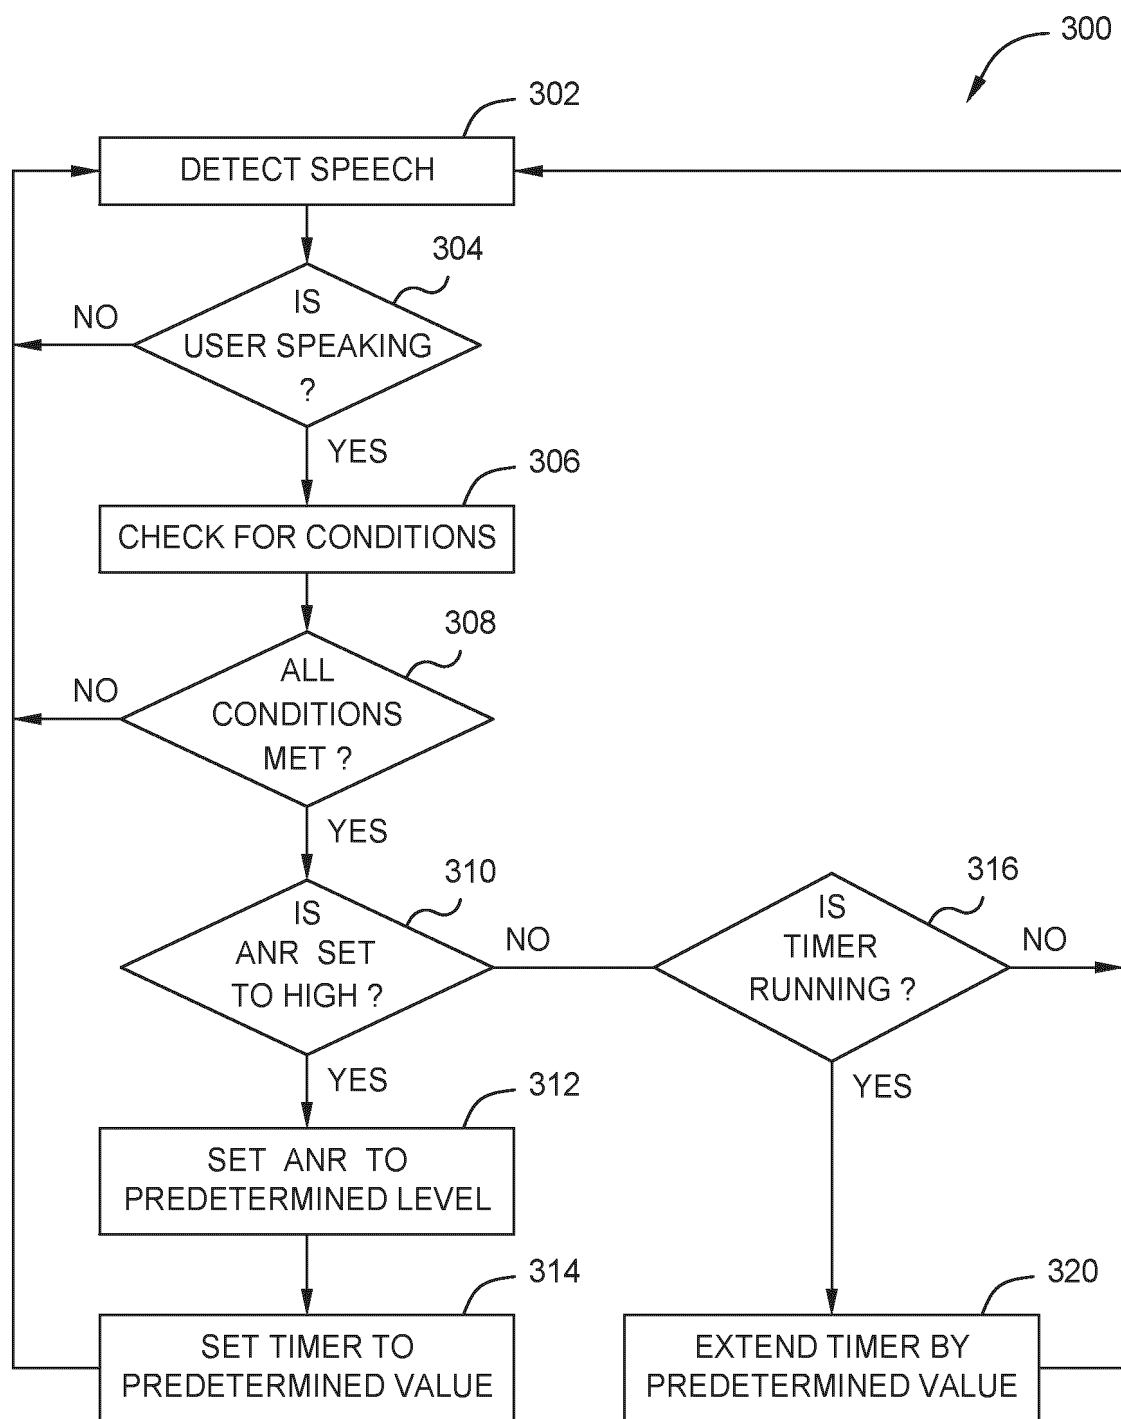 300
302
DETECT SPEECH
304
IS
USER SPEAKING
?
NO
YES
306
CHECK FOR CONDITIONS
308
ALL
CONDITIONS
MET ?
NO
YES
310
IS
ANR SET
TO HIGH ?
NO
YES
316
IS
TIMER
RUNNING ?
NO
YES
312
SET ANR TO
PREDETERMINED LEVEL
314
SET TIMER TO
PREDETERMINED VALUE
320
EXTEND TIMER BY
PREDETERMINED VALUE